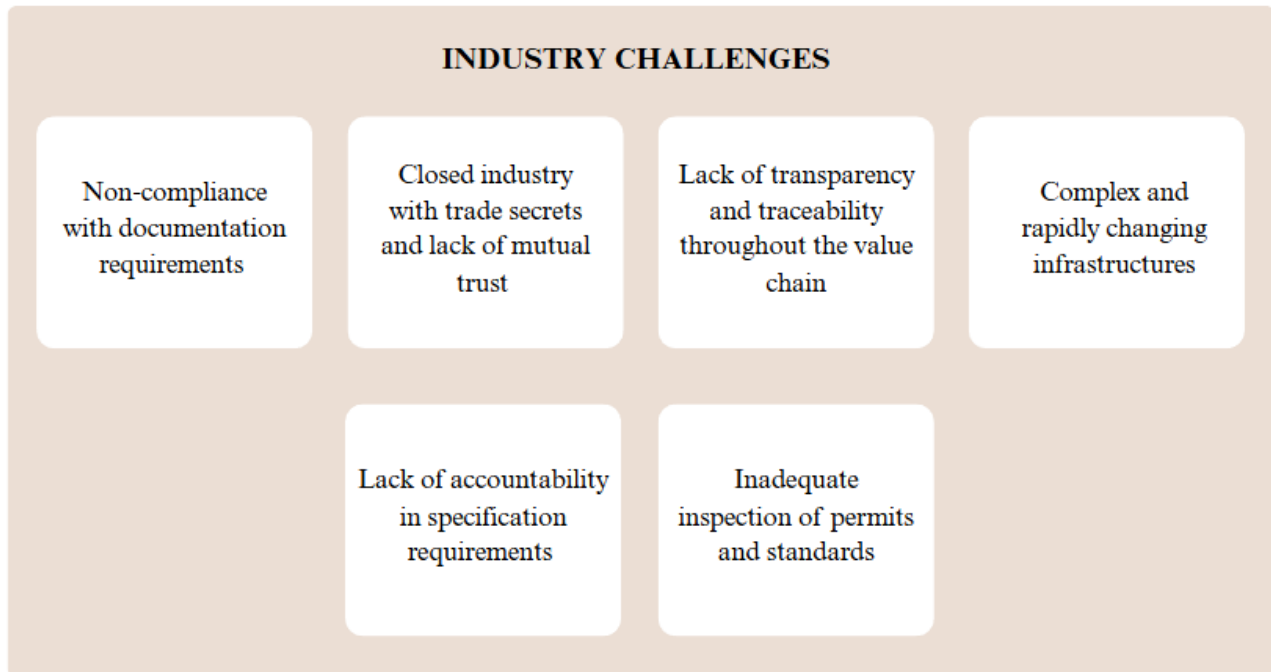 INDUSTRY CHALLENGES
Non-compliance
with documentation
requirements
Closed industry
with trade secrets
and lack of mutual
trust
Lack of transparency
and traceability
throughout the value
chain
Complex and
rapidly changing
infrastructures
Lack of accountability
in specification
requirements
Inadequate
inspection of permits
and standards